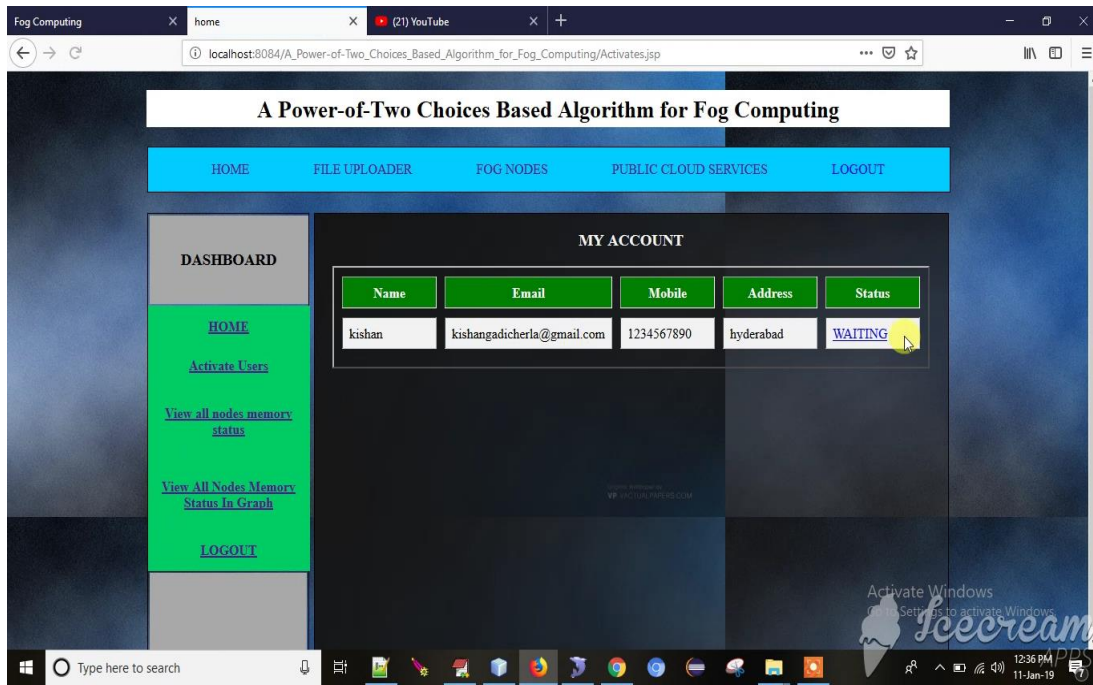 Fog Computing
home
(21) YouTube
localhost:8084/A_Power-of-Two_Choices_Based_Algorithm_for_Fog_Computing/Activates.jsp
A Power-of-Two Choices Based Algorithm for Fog Computing
HOME FILE UPLOADER FOG NODES PUBLIC CLOUD SERVICES LOGOUT
DASHBOARD
HOME
Activate Users
View all nodes memory
status
View All Nodes Memory
Status In Graph
LOGOUT
MY ACCOUNT
Name Email Mobile Address Status
kishan kishangadicherla@gmail.com 1234567890 hyderabad WAITING
Activate Windows
Go to Settings to activate Windows.
Icecream
APPS
Type here to search
12:36 PM
11-Jan-19
7